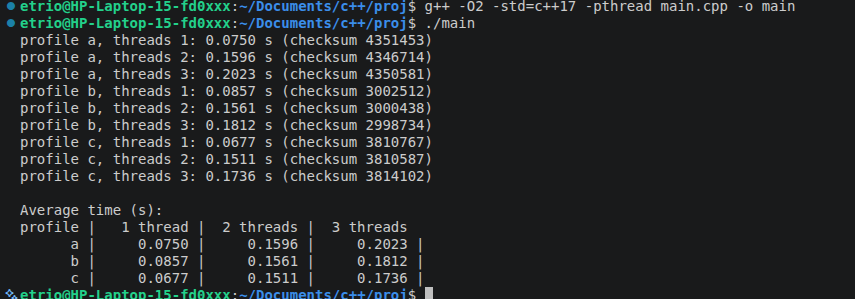 etrio@HP-Laptop-15-fd0xxx:~/Documents/c++/proj$ g++ -O2 -std=c++17 -pthread main.cpp -o main
etrio@HP-Laptop-15-fd0xxx:~/Documents/c++/proj$ ./main
profile a, threads 1: 0.0750 s (checksum 4351453)
profile a, threads 2: 0.1596 s (checksum 4346714)
profile a, threads 3: 0.2023 s (checksum 4350581)
profile b, threads 1: 0.0857 s (checksum 3002512)
profile b, threads 2: 0.1561 s (checksum 3000438)
profile b, threads 3: 0.1812 s (checksum 2998734)
profile c, threads 1: 0.0677 s (checksum 3810767)
profile c, threads 2: 0.1511 s (checksum 3810587)
profile c, threads 3: 0.1736 s (checksum 3814102)

Average time (s):
profile |   1 thread |  2 threads |  3 threads
      a |     0.0750 |     0.1596 |     0.2023 |
      b |     0.0857 |     0.1561 |     0.1812 |
      c |     0.0677 |     0.1511 |     0.1736 |
etrio@HP-Laptop-15-fd0xxx:~/Documents/c++/proj$